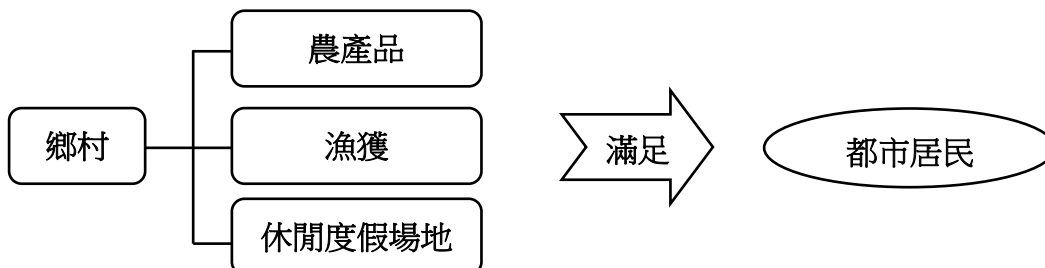 農產品
鄉村
漁獲
滿足
都市居民
休閒度假場地